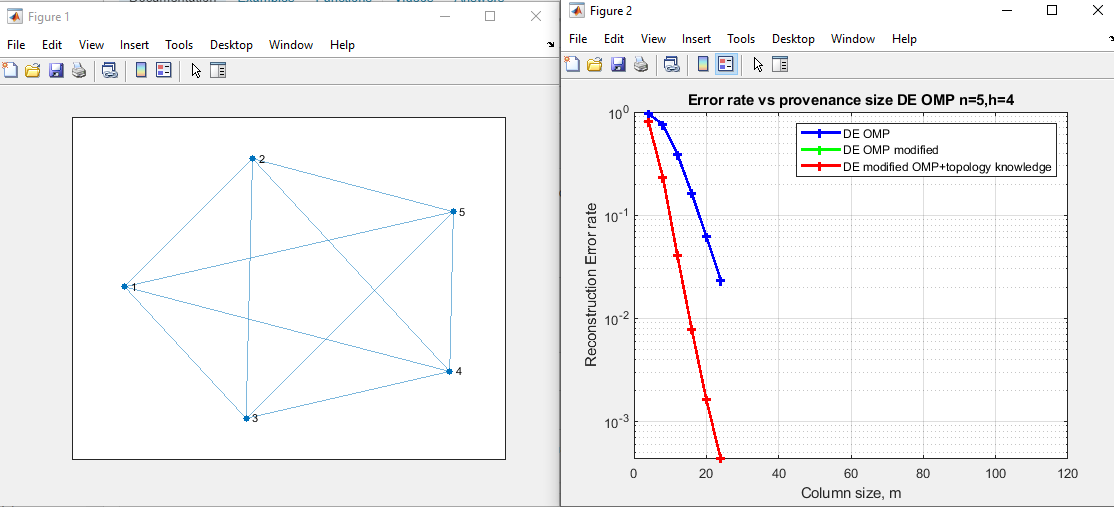 Figure 1
File Edit View Insert Tools Desktop Window Help
2
5
1
4
3
Figure 2
File Edit View Insert Tools Desktop Window Help
Error rate vs provenance size DE OMP n=5,h=4
DE OMP
DE OMP modified
DE modified OMP+topology knowledge
Reconstruction Error rate
10^0
10^-1
10^-2
10^-3
0 20 40 60 80 100 120
Column size, m